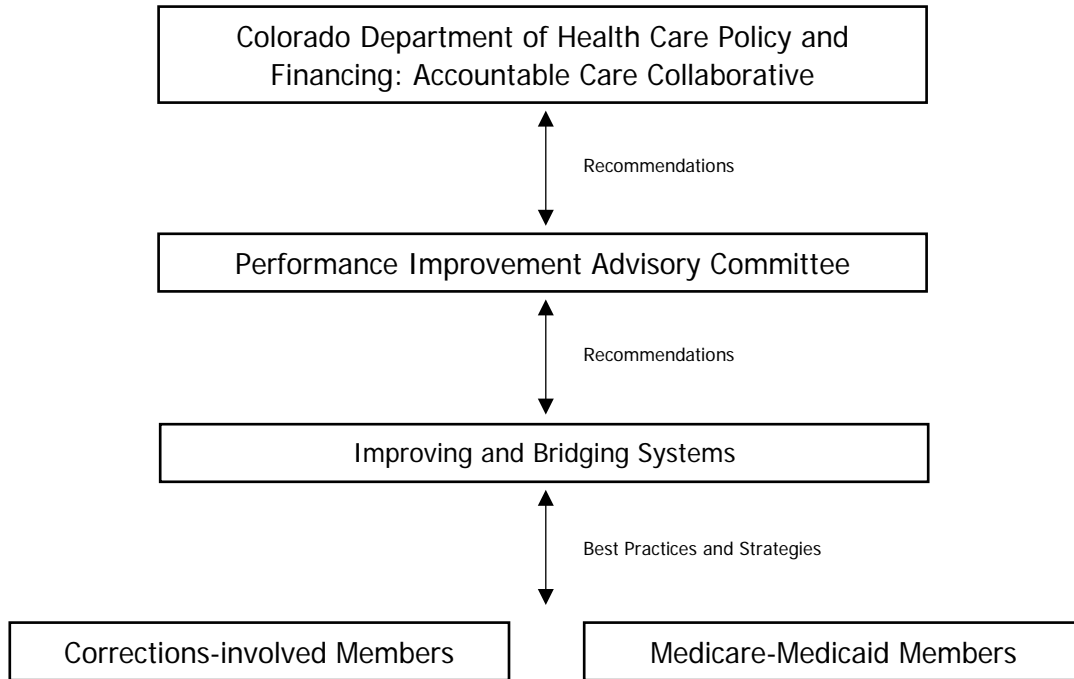 Colorado Department of Health Care Policy and
Financing: Accountable Care Collaborative
Recommendations
Performance Improvement Advisory Committee
Recommendations
Improving and Bridging Systems
Best Practices and Strategies
Corrections-involved Members
Medicare-Medicaid Members